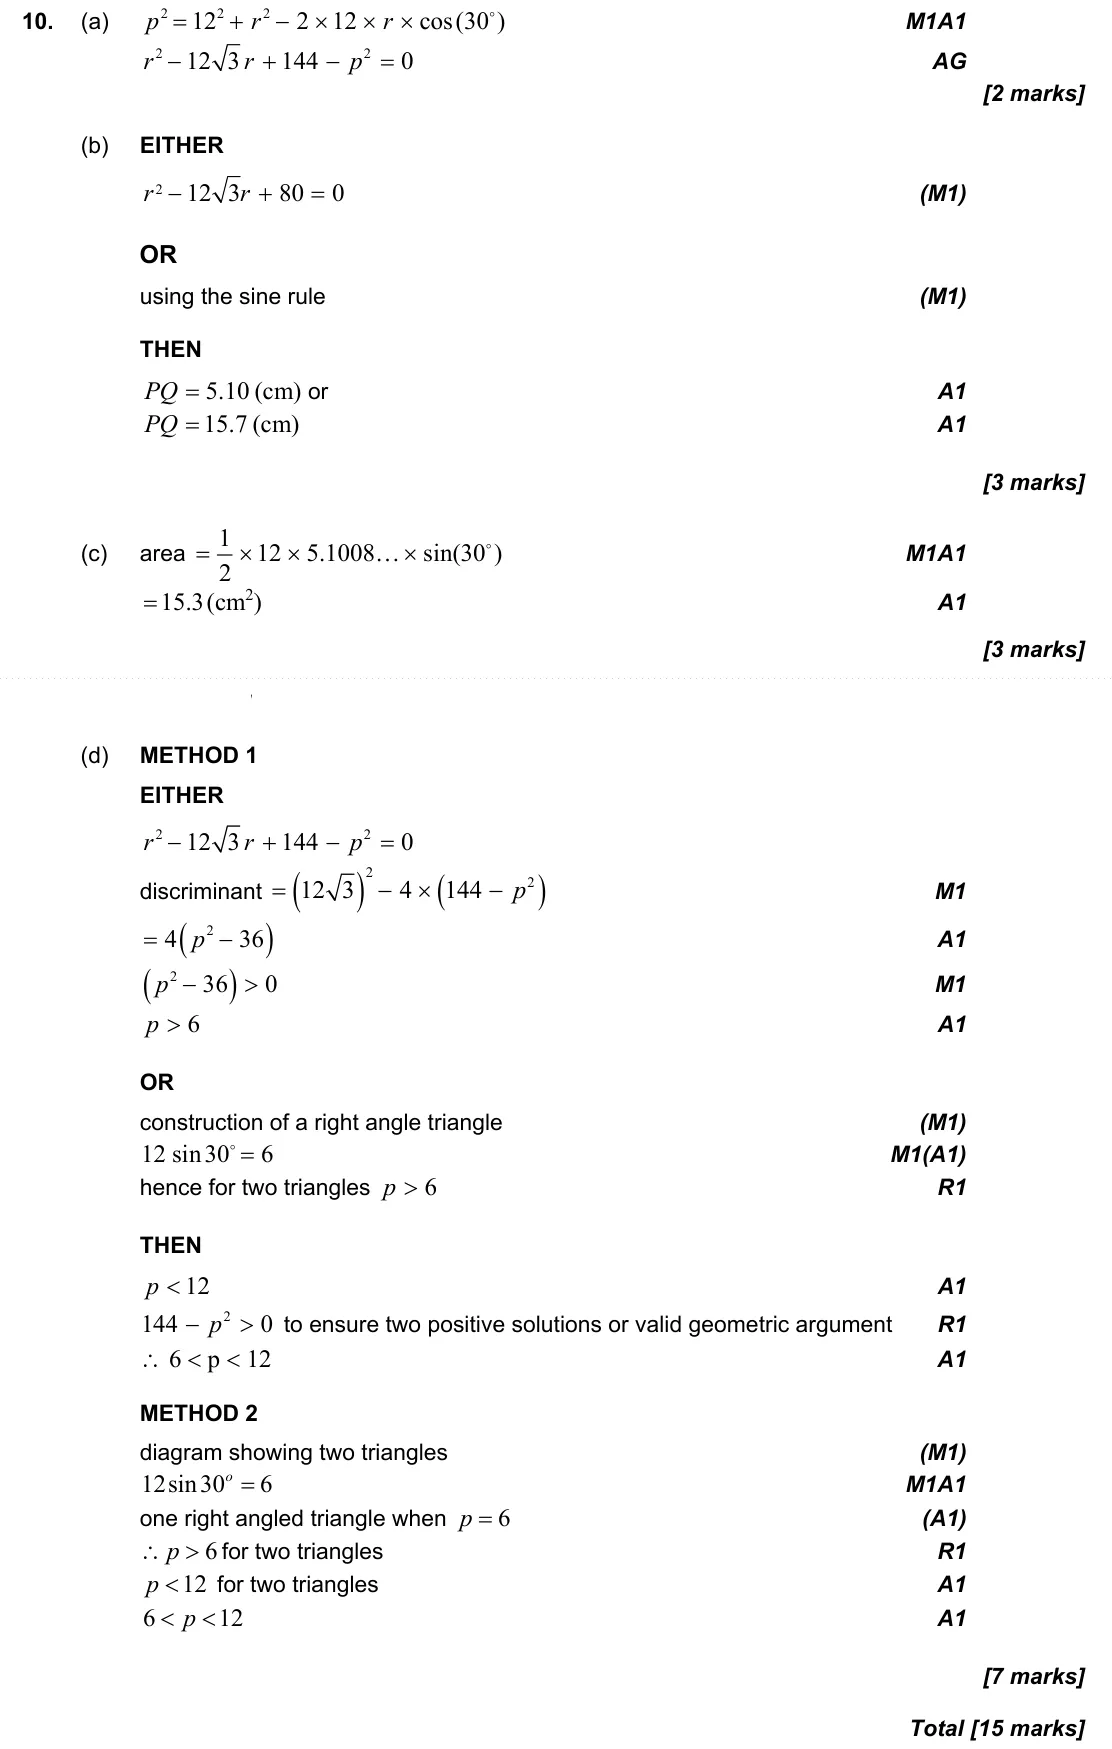 10. (a) p² = 12² + r² − 2 × 12 × r × cos(30°) M1A1
r² − 12√3 r + 144 − p² = 0 AG
[2 marks]
(b) EITHER
r² − 12√3r + 80 = 0 (M1)
OR
using the sine rule (M1)
THEN
PQ = 5.10 (cm) or A1
PQ = 15.7 (cm) A1
[3 marks]
(c) area = 1/2 × 12 × 5.1008… × sin(30°) M1A1
= 15.3 (cm²) A1
[3 marks]
(d) METHOD 1
EITHER
r² − 12√3 r + 144 − p² = 0
discriminant = (12√3)² − 4 × (144 − p²) M1
= 4(p² − 36) A1
(p² − 36) > 0 M1
p > 6 A1
OR
construction of a right angle triangle (M1)
12 sin 30° = 6 M1(A1)
hence for two triangles p > 6 R1
THEN
p < 12 A1
144 − p² > 0 to ensure two positive solutions or valid geometric argument R1
∴ 6 < p < 12 A1
METHOD 2
diagram showing two triangles (M1)
12sin30° = 6 M1A1
one right angled triangle when p = 6 (A1)
∴ p > 6 for two triangles R1
p < 12 for two triangles A1
6 < p < 12 A1
[7 marks]
Total [15 marks]